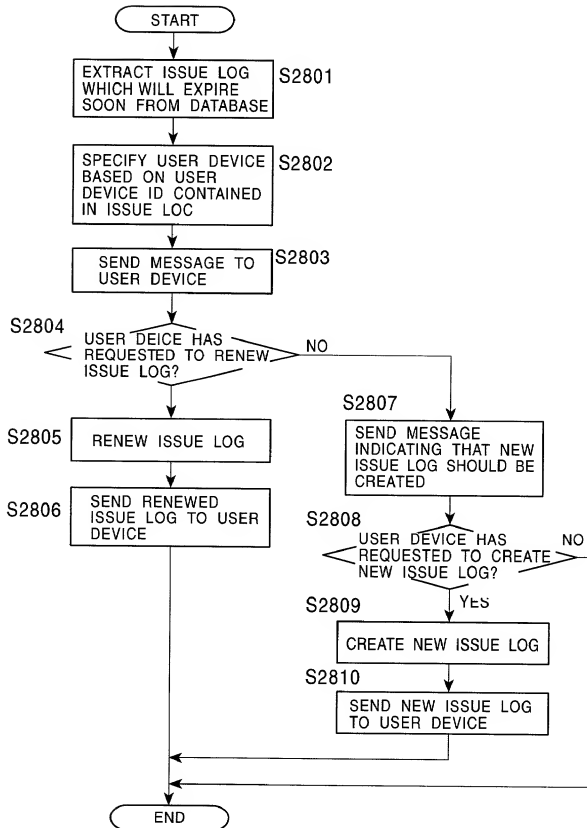 START
EXTRACT ISSUE LOG
WHICH WILL EXPIRE
SOON FROM DATABASE
S2801
SPECIFY USER DEVICE
BASED ON USER
DEVICE ID CONTAINED
IN ISSUE LOC
S2802
SEND MESSAGE TO
USER DEVICE
S2803
S2804
USER DEICE HAS
REQUESTED TO RENEW
ISSUE LOG?
NO
S2805
RENEW ISSUE LOG
S2806
SEND RENEWED
ISSUE LOG TO USER
DEVICE
S2807
SEND MESSAGE
INDICATING THAT NEW
ISSUE LOG SHOULD BE
CREATED
S2808
USER DEVICE HAS
REQUESTED TO CREATE
NEW ISSUE LOG?
NO
YES
S2809
CREATE NEW ISSUE LOG
S2810
SEND NEW ISSUE LOG
TO USER DEVICE
END